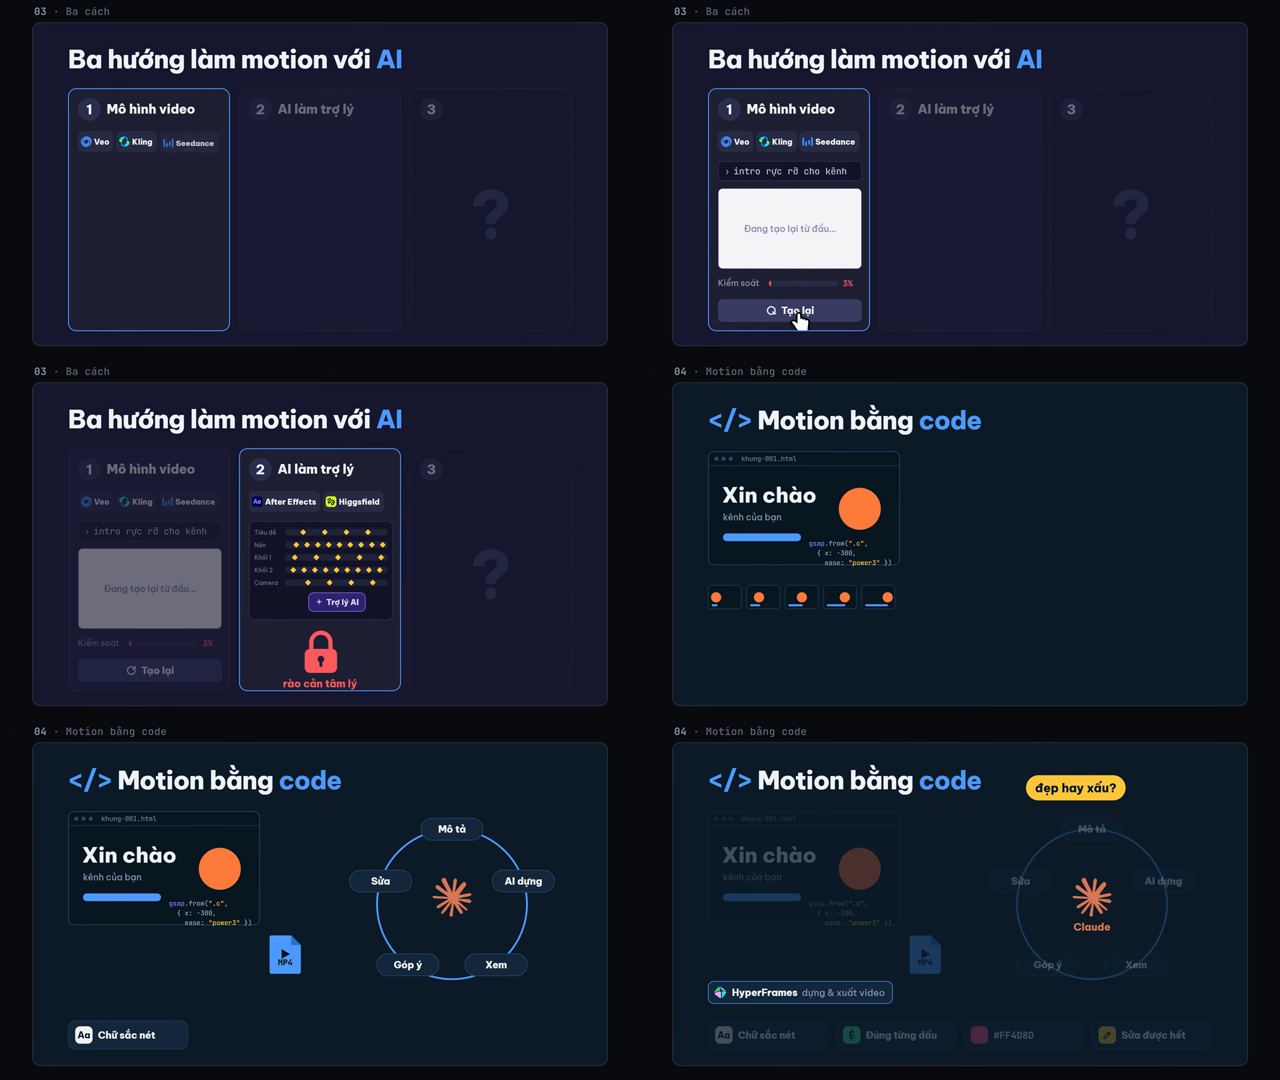 03 · Ba cách
Ba hướng làm motion với AI
1 Mô hình video
Veo Kling Seedance
2 AI làm trợ lý
3
?
03 · Ba cách
Ba hướng làm motion với AI
1 Mô hình video
Veo Kling Seedance
› intro rực rỡ cho kênh
Đang tạo lại từ đầu...
Kiểm soát 3%
Tạo lại
2 AI làm trợ lý
3
?
03 · Ba cách
Ba hướng làm motion với AI
1 Mô hình video
Veo Kling Seedance
› intro rực rỡ cho kênh
Đang tạo lại từ đầu...
Kiểm soát 3%
Tạo lại
2 AI làm trợ lý
Ae After Effects Higgsfield
Tiêu đề
Nền
Khối 1
Khối 2
Camera
+ Trợ lý AI
rào cản tâm lý
3
?
04 · Motion bằng code
</> Motion bằng code
khung-001.html
Xin chào
kênh của bạn
gsap.from(".c",
{ x: -300,
ease: "power3" })
04 · Motion bằng code
</> Motion bằng code
khung-001.html
Xin chào
kênh của bạn
gsap.from(".c",
{ x: -300,
ease: "power3" })
MP4
Mô tả
AI dựng
Xem
Góp ý
Sửa
Aa Chữ sắc nét
04 · Motion bằng code
</> Motion bằng code
đẹp hay xấu?
khung-001.html
Xin chào
kênh của bạn
gsap.from(".c",
{ x: -300,
ease: "power3" })
MP4
Mô tả
AI dựng
Xem
Góp ý
Sửa
Claude
HyperFrames dựng & xuất video
Aa Chữ sắc nét
Đúng từng dấu
#FF4D8D
Sửa được hết